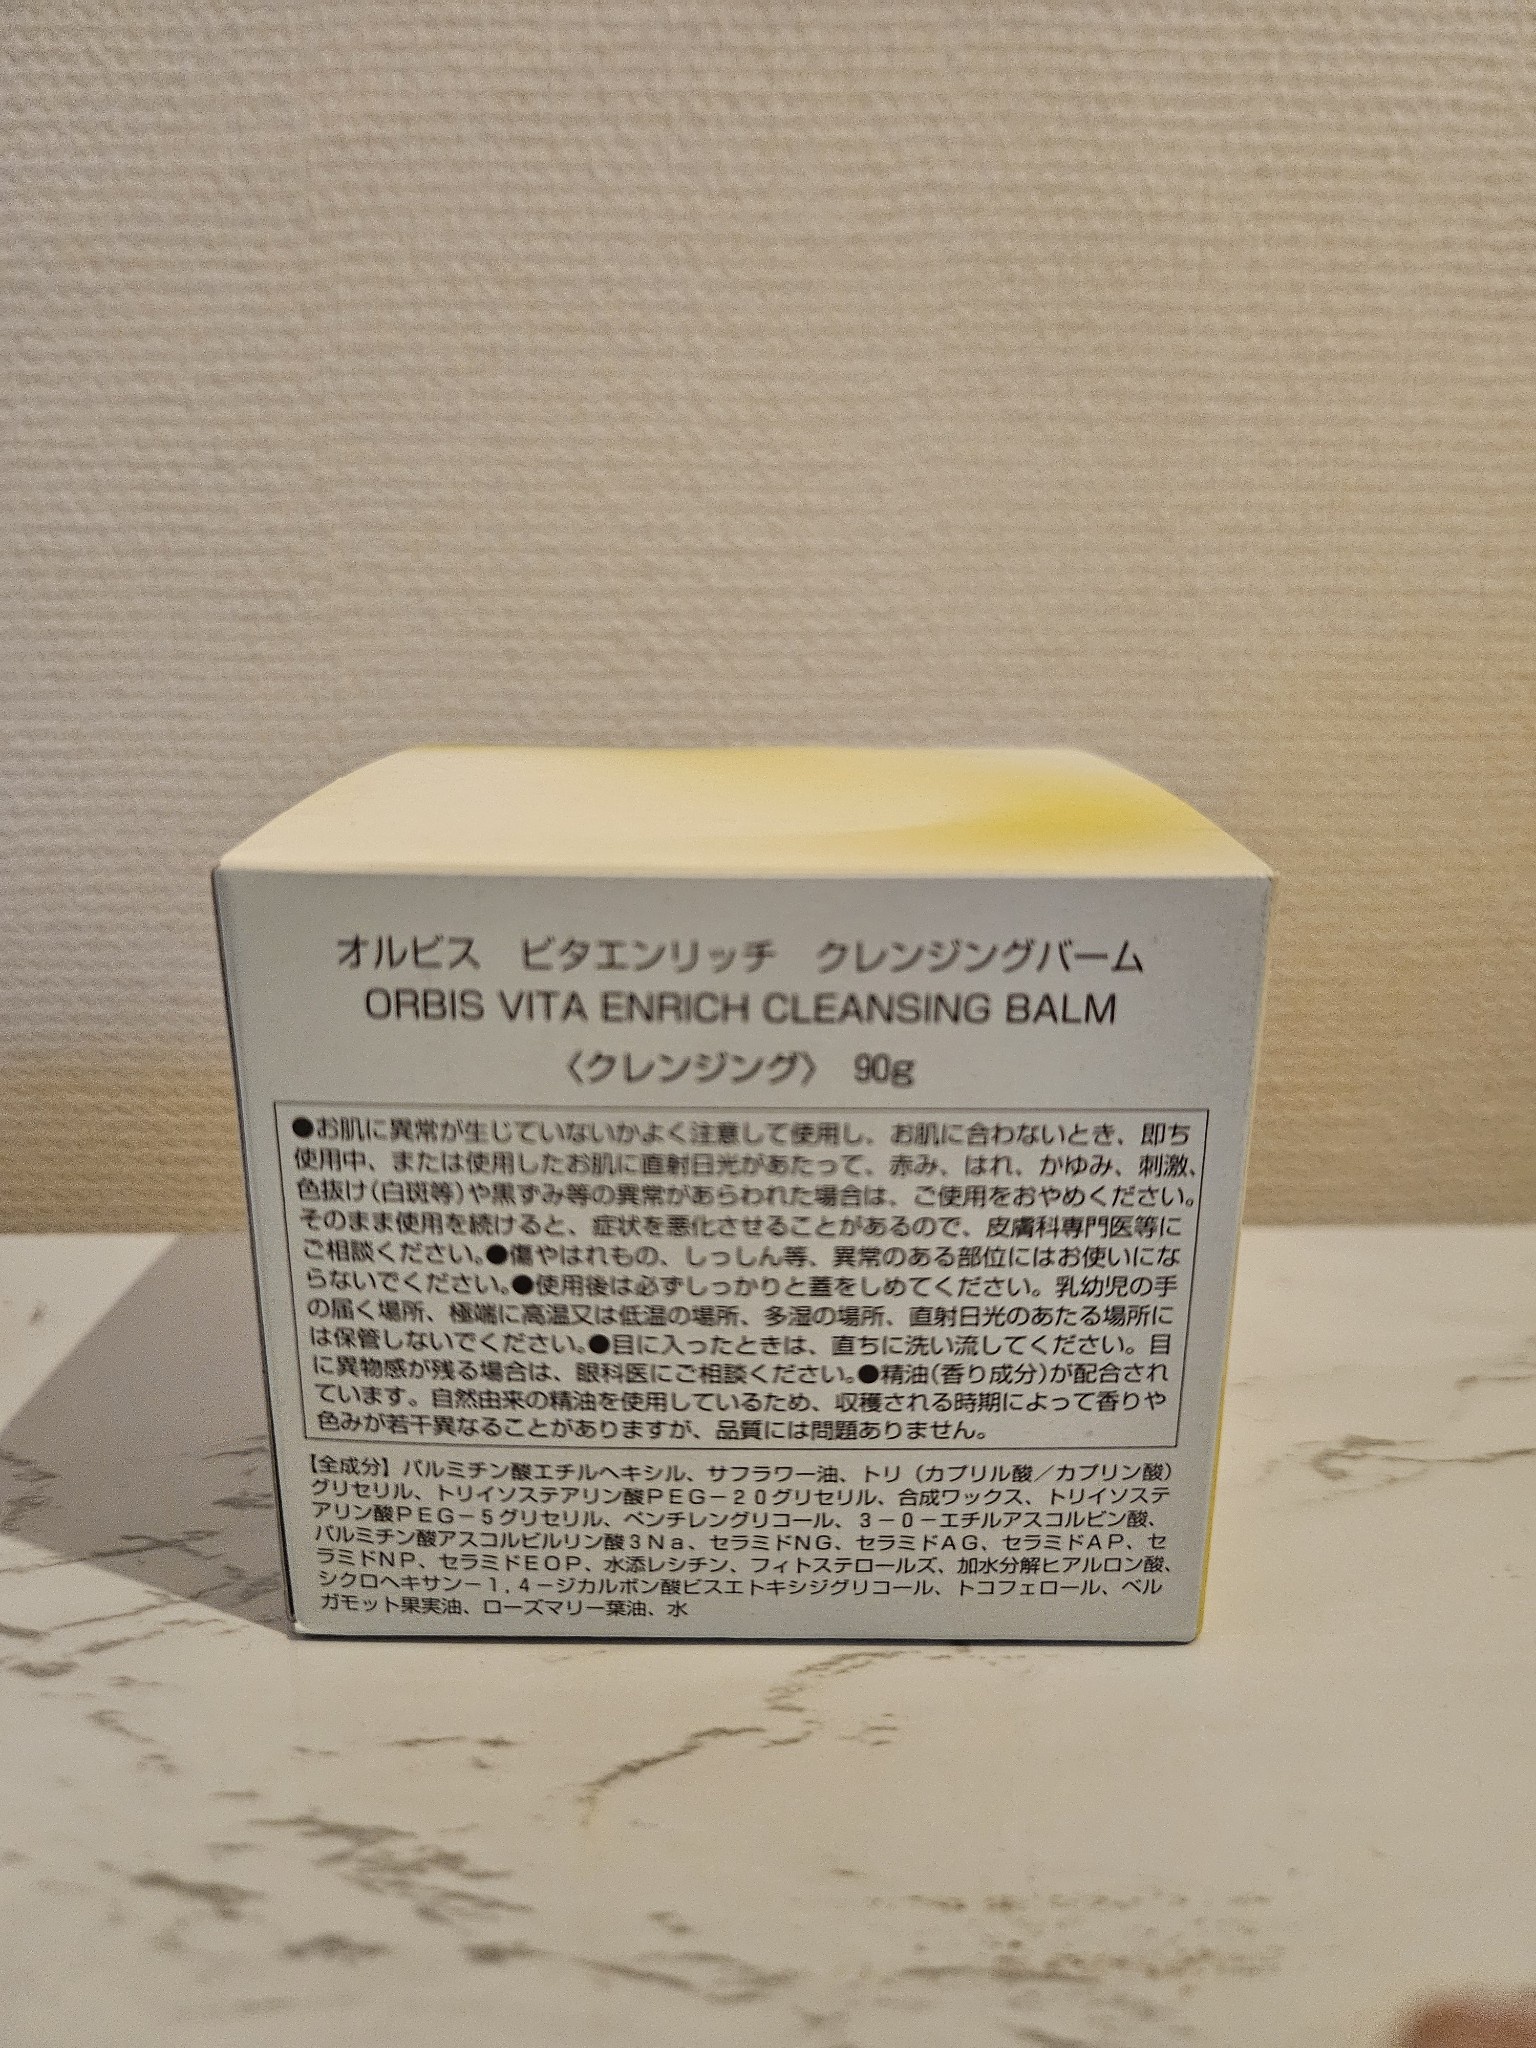 オルビス ビタエンリッチ クレンジングバーム
ORBIS VITA ENRICH CLEANSING BALM
〈クレンジング〉 90g
●お肌に異常が生じていないかよく注意して使用し、お肌に合わないとき、即ち
使用中、または使用したお肌に直射日光があたって、赤み、はれ、かゆみ、刺激、
色抜け(白斑等)や黒ずみ等の異常があらわれた場合は、ご使用をおやめください。
そのまま使用を続けると、症状を悪化させることがあるので、皮膚科専門医等に
ご相談ください。●傷やはれもの、しっしん等、異常のある部位にはお使いにな
らないでください。●使用後は必ずしっかりと蓋をしめてください。乳幼児の手
の届く場所、極端に高温又は低温の場所、多湿の場所、直射日光のあたる場所に
は保管しないでください。●目に入ったときは、直ちに洗い流してください。目
に異物感が残る場合は、眼科医にご相談ください。●精油(香り成分)が配合され
ています。自然由来の精油を使用しているため、収穫される時期によって香りや
色みが若干異なることがありますが、品質には問題ありません。
【全成分】パルミチン酸エチルヘキシル、サフラワー油、トリ(カプリル酸/カプリン酸)
グリセリル、トリイソステアリン酸PEG-20グリセリル、合成ワックス、トリイソステ
アリン酸PEG-5グリセリル、ペンチレングリコール、3-O-エチルアスコルビン酸、
パルミチン酸アスコルビルリン酸3Na、セラミドNG、セラミドAG、セラミドAP、セ
ラミドNP、セラミドEOP、水添レシチン、フィトステロールズ、加水分解ヒアルロン酸、
シクロヘキサン-1,4-ジカルボン酸ビスエトキシジグリコール、トコフェロール、ベル
ガモット果実油、ローズマリー葉油、水